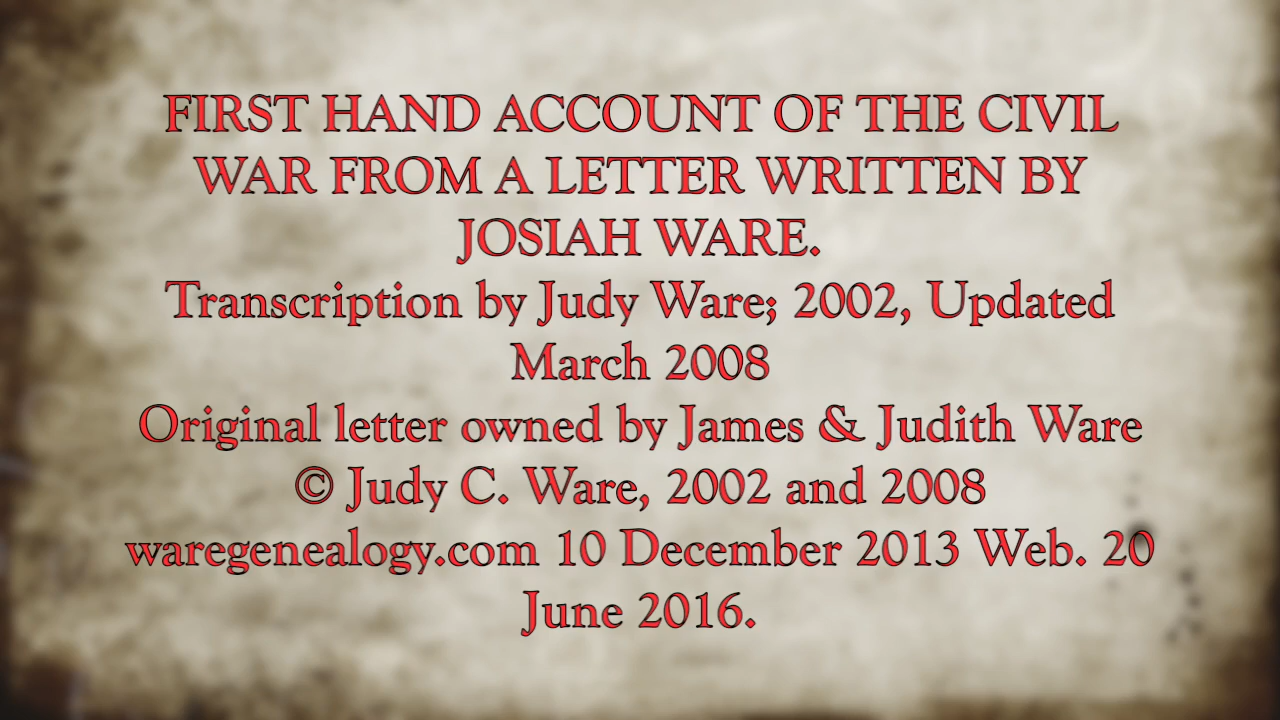 FIRST HAND ACCOUNT OF THE CIVIL
WAR FROM A LETTER WRITTEN BY
JOSIAH WARE.
Transcription by Judy Ware; 2002, Updated
March 2008
Original letter owned by James & Judith Ware
© Judy C. Ware, 2002 and 2008
waregenealogy.com 10 December 2013 Web. 20
June 2016.